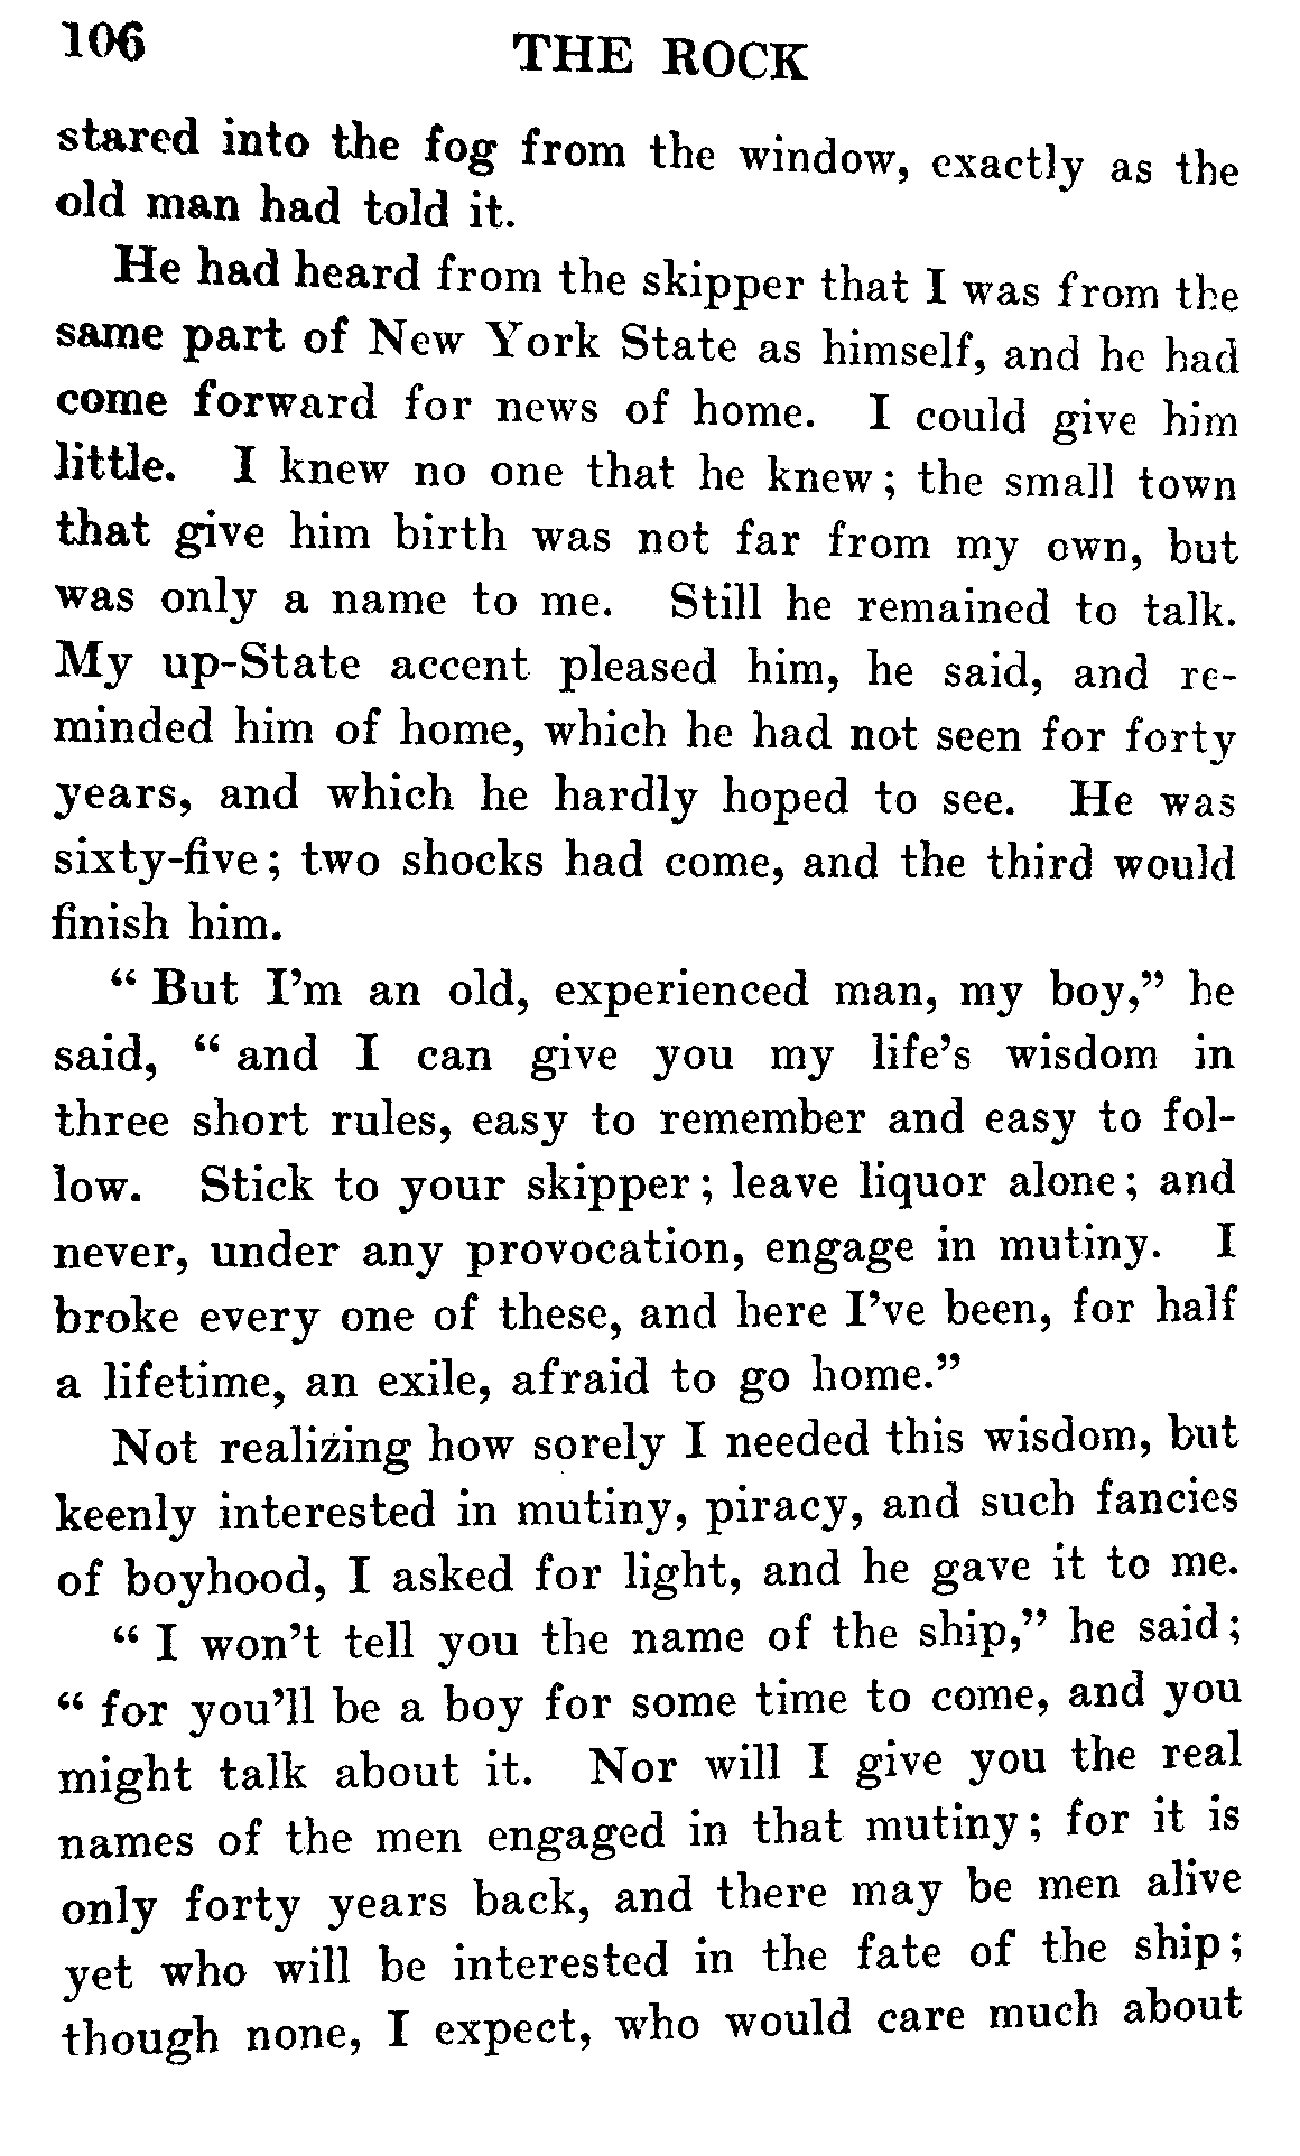 106
THE ROCK
stared into the fog from the window, exactly as the
old man had told it.
He had heard from the skipper that I was from the
same part of New York State as himself, and he had
come forward for news of home. I could give him
little. I knew no one that he knew; the small town
that give him birth was not far from my own, but
was only a name to me. Still he remained to talk.
My up-State accent pleased him, he said, and re-
minded him of home, which he had not seen for forty
years, and which he hardly hoped to see. He was
sixty-five; two shocks had come, and the third would
finish him.
“ But I’m an old, experienced man, my boy,” he
said, “ and I can give you my life’s wisdom in
three short rules, easy to remember and easy to fol-
low. Stick to your skipper; leave liquor alone; and
never, under any provocation, engage in mutiny. I
broke every one of these, and here I’ve been, for half
a lifetime, an exile, afraid to go home.”
Not realizing how sorely I needed this wisdom, but
keenly interested in mutiny, piracy, and such fancies
of boyhood, I asked for light, and he gave it to me.
“ I won’t tell you the name of the ship,” he said;
“ for you’ll be a boy for some time to come, and you
might talk about it. Nor will I give you the real
names of the men engaged in that mutiny; for it is
only forty years back, and there may be men alive
yet who will be interested in the fate of the ship;
though none, I expect, who would care much about